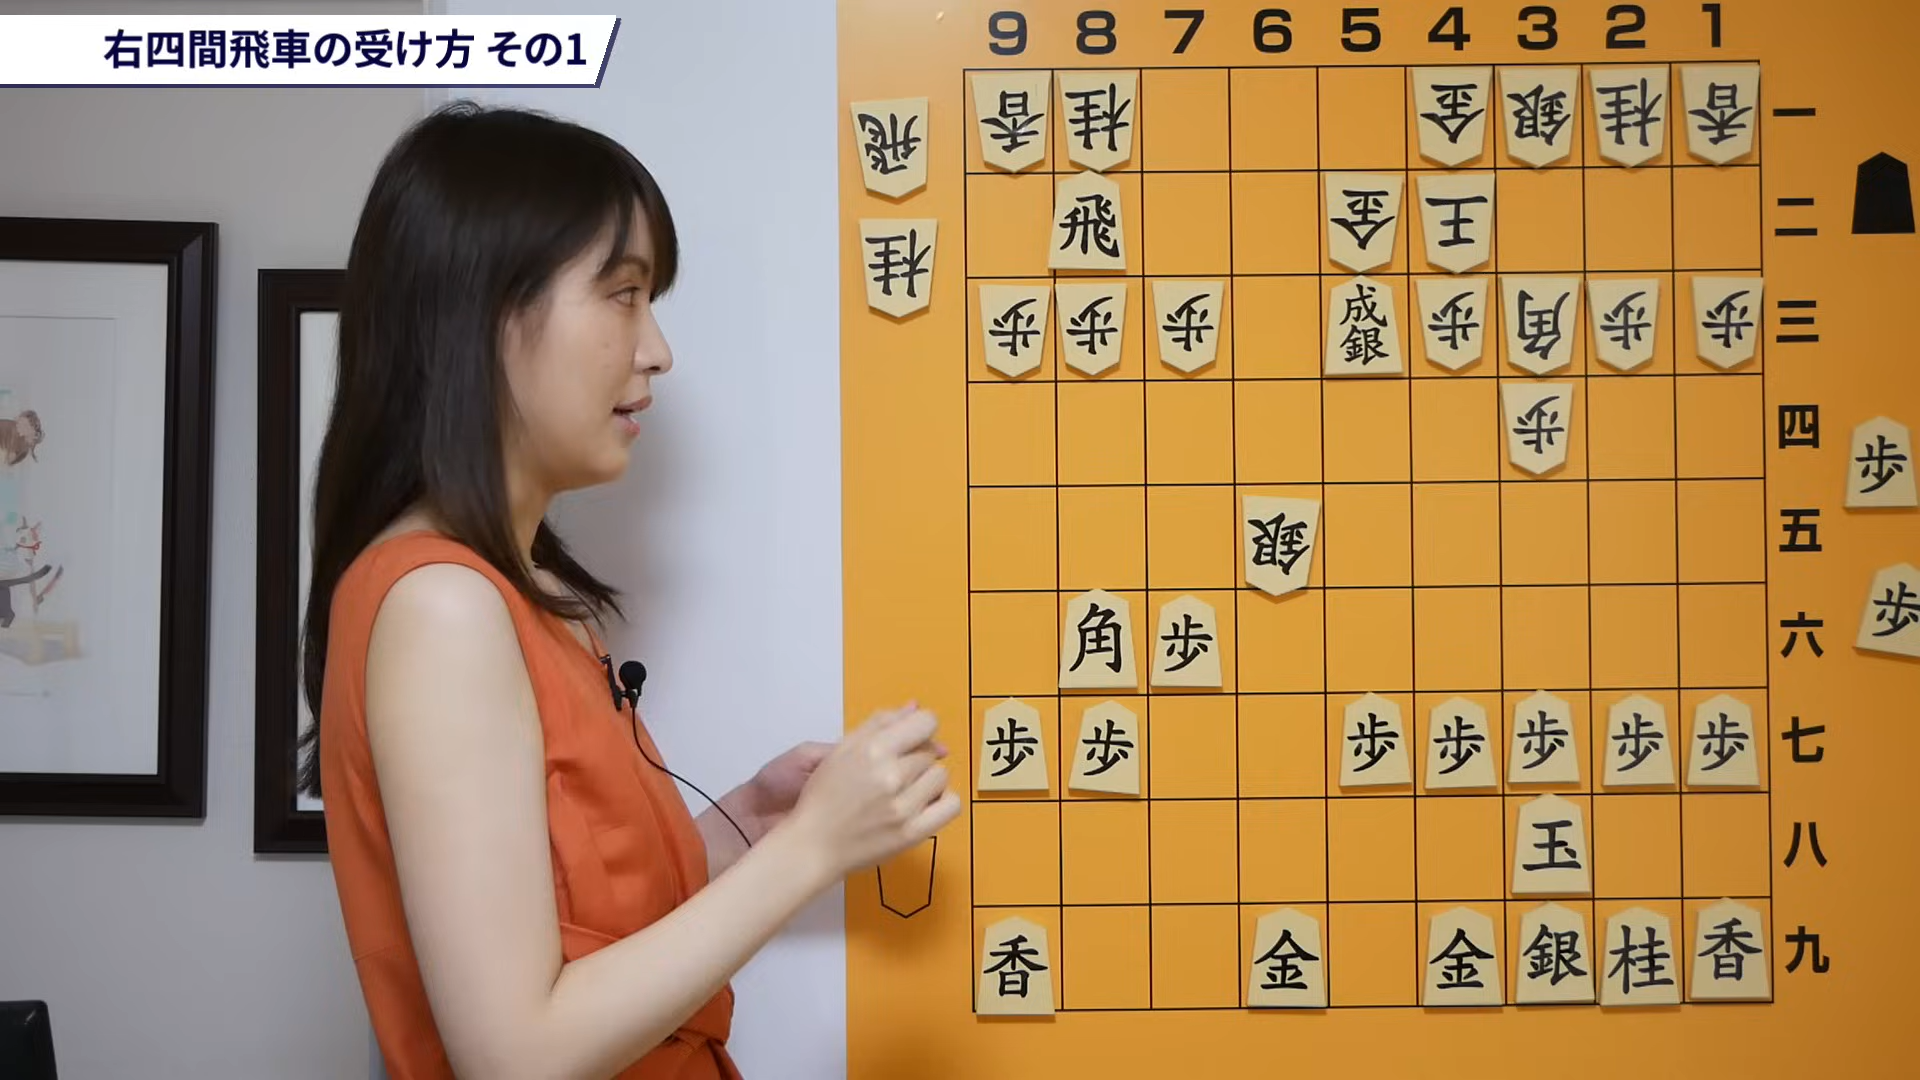 右四間飛車の受け方 その1
9 8 7 6 5 4 3 2 1
飛 香 桂 金 銀 桂 香 一
桂 飛 金 王 二
歩 歩 歩 成銀 歩 角 歩 歩 三
歩 四 歩
銀 五
角 歩 六 歩
歩 歩 歩 歩 歩 歩 歩 七
玉 八
香 金 金 銀 桂 香 九